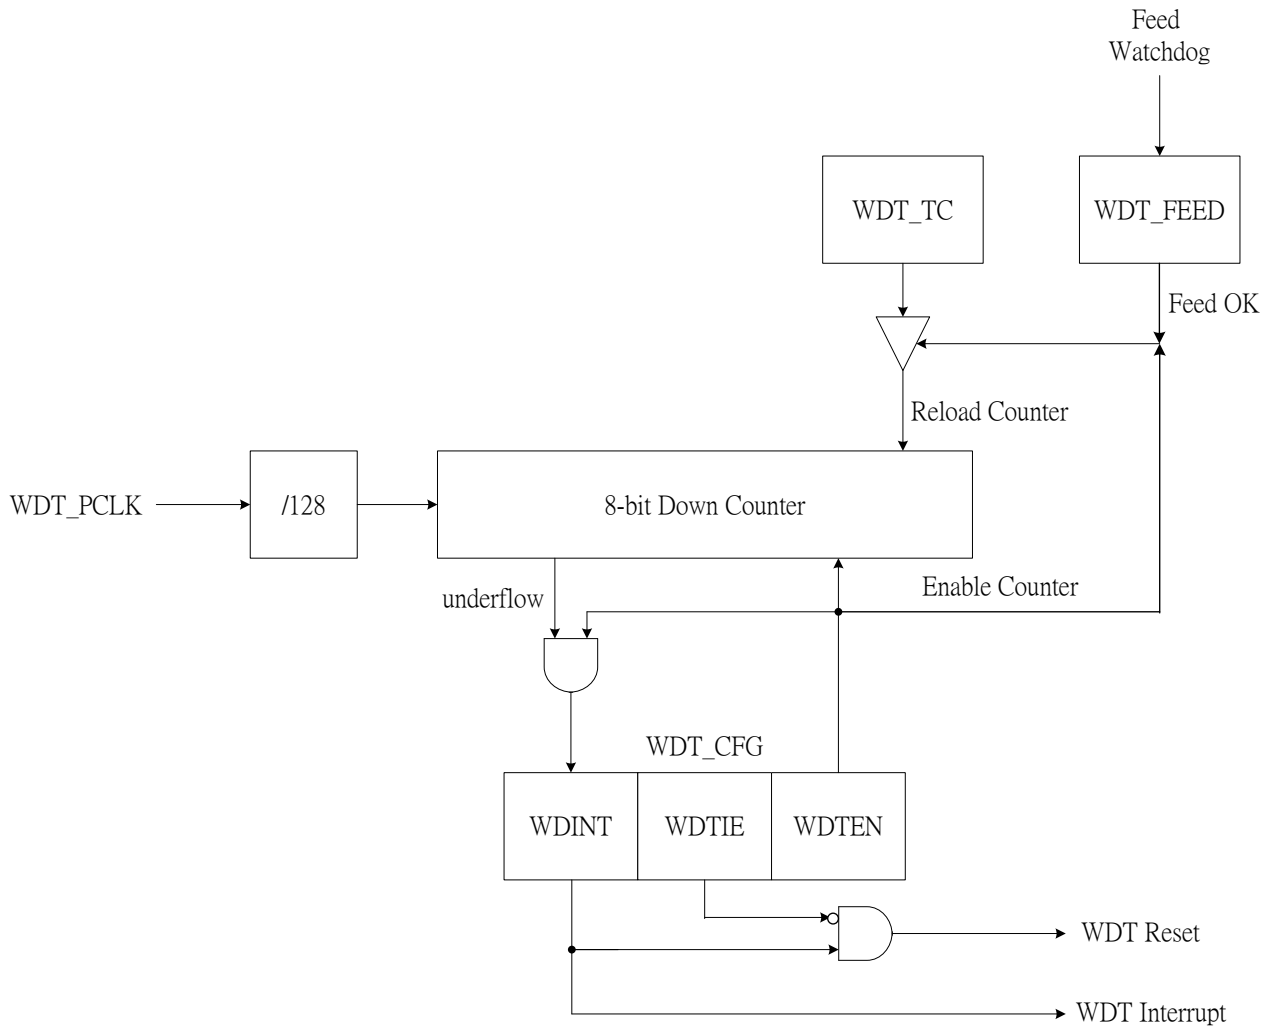 Feed
Watchdog
WDT_TC
WDT_FEED
Feed OK
Reload Counter
WDT_PCLK
/128
8-bit Down Counter
underflow
Enable Counter
WDT_CFG
WDINT
WDTIE
WDTEN
WDT Reset
WDT Interrupt